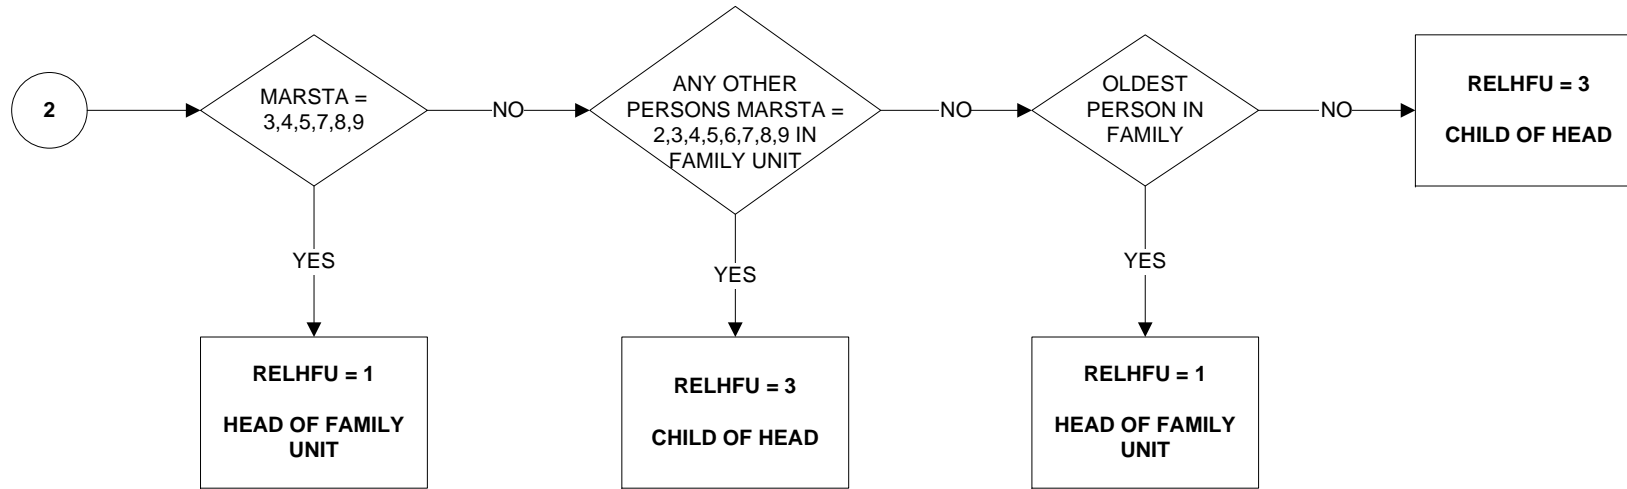 2
MARSTA =
3,4,5,7,8,9
NO
ANY OTHER
PERSONS MARSTA =
2,3,4,5,6,7,8,9 IN
FAMILY UNIT
NO
OLDEST
PERSON IN
FAMILY
NO
RELHFU = 3
CHILD OF HEAD
YES
YES
YES
RELHFU = 1
HEAD OF FAMILY
UNIT
RELHFU = 3
CHILD OF HEAD
RELHFU = 1
HEAD OF FAMILY
UNIT